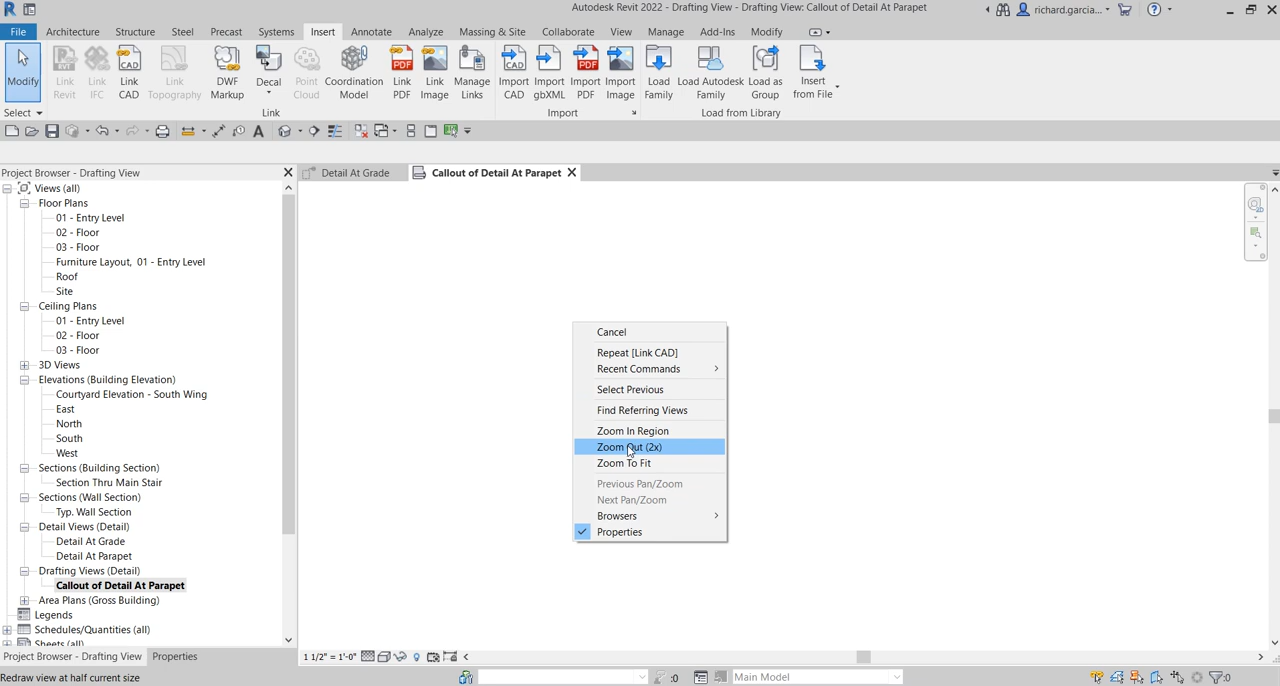 Autodesk Revit 2022 - Drafting View - Drafting View: Callout of Detail At Parapet
richard.garcia...
File Architecture Structure Steel Precast Systems Insert Annotate Analyze Massing & Site Collaborate View Manage Add-Ins Modify
Modify
Link Revit
Link IFC
Link CAD
Link Topography
DWF Markup
Decal
Point Cloud
Coordination Model
Link PDF
Link Image
Manage Links
Import CAD
Import gbXML
Import PDF
Import Image
Load Family
Load Autodesk Family
Load as Group
Insert from File
Select
Link
Import
Load from Library
Project Browser - Drafting View
Detail At Grade
Callout of Detail At Parapet
Views (all)
Floor Plans
01 - Entry Level
02 - Floor
03 - Floor
Furniture Layout, 01 - Entry Level
Roof
Site
Ceiling Plans
01 - Entry Level
02 - Floor
03 - Floor
3D Views
Elevations (Building Elevation)
Courtyard Elevation - South Wing
East
North
South
West
Sections (Building Section)
Section Thru Main Stair
Sections (Wall Section)
Typ. Wall Section
Detail Views (Detail)
Detail At Grade
Detail At Parapet
Drafting Views (Detail)
Callout of Detail At Parapet
Area Plans (Gross Building)
Legends
Schedules/Quantities (all)
Sheets (all)
Cancel
Repeat [Link CAD]
Recent Commands
Select Previous
Find Referring Views
Zoom In Region
Zoom Out (2x)
Zoom To Fit
Previous Pan/Zoom
Next Pan/Zoom
Browsers
Properties
Project Browser - Drafting View
Properties
1 1/2" = 1'-0"
Redraw view at half current size
:0
Main Model
:0